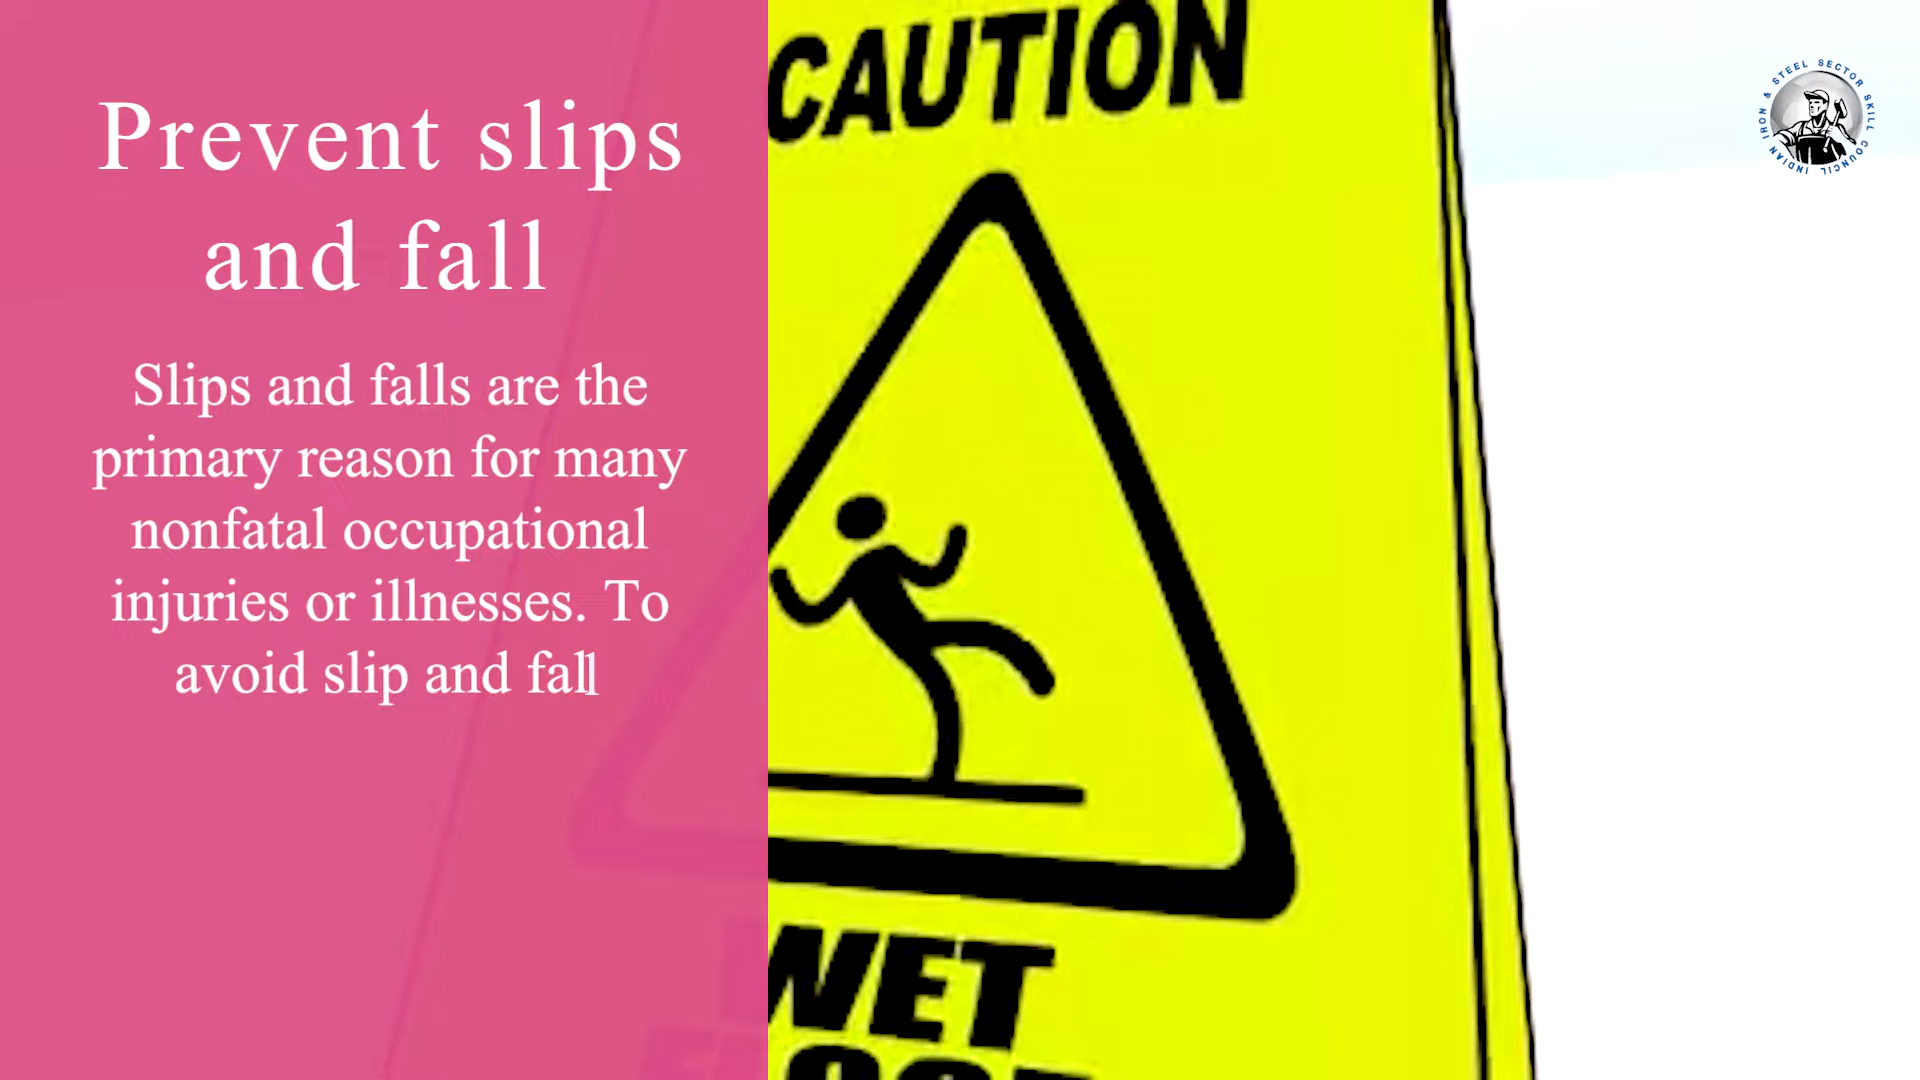 Prevent slips
and fall
Slips and falls are the
primary reason for many
nonfatal occupational
injuries or illnesses. To
avoid slip and fall
CAUTION
WET
INDIAN IRON & STEEL SECTOR SKILL COUNCIL